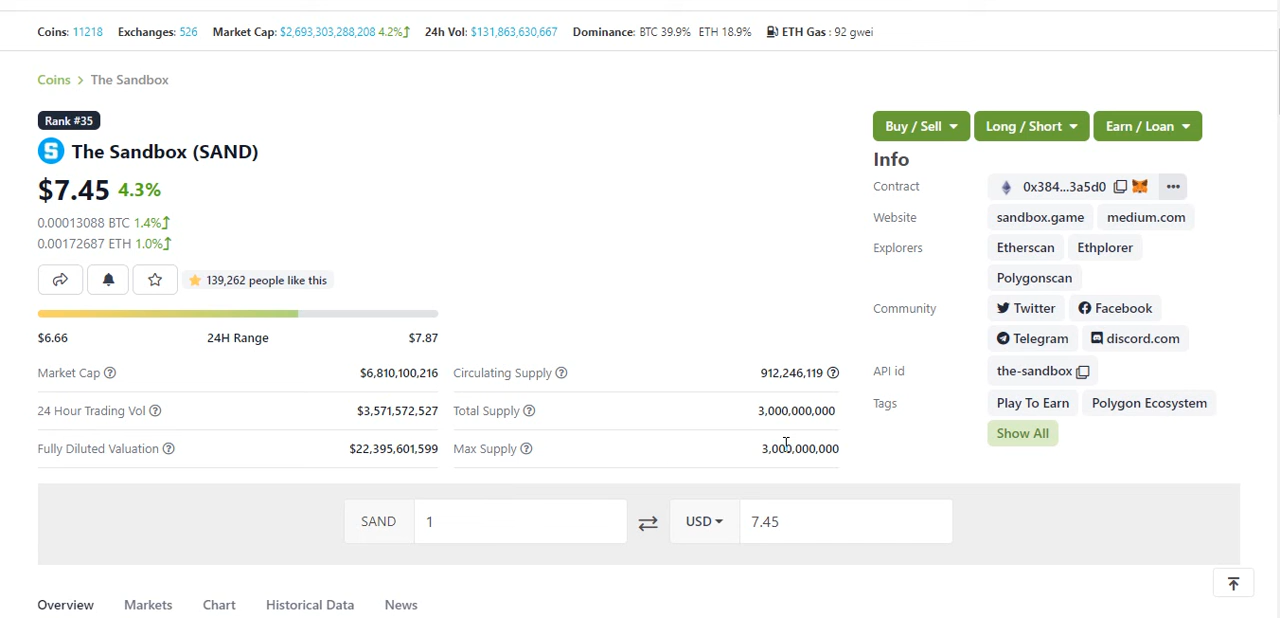 Coins: 11218 Exchanges: 526 Market Cap: $2,693,303,288,208 4.2% 24h Vol: $131,863,630,667 Dominance: BTC 39.9% ETH 18.9% ETH Gas : 92 gwei
Coins > The Sandbox
Rank #35
The Sandbox (SAND)
$7.45 4.3%
0.00013088 BTC 1.4%
0.00172687 ETH 1.0%
139,262 people like this
$6.66 24H Range $7.87
Market Cap $6,810,100,216
24 Hour Trading Vol $3,571,572,527
Fully Diluted Valuation $22,395,601,599
Circulating Supply 912,246,119
Total Supply 3,000,000,000
Max Supply 3,000,000,000
Buy / Sell Long / Short Earn / Loan
Info
Contract 0x384...3a5d0 •••
Website sandbox.game medium.com
Explorers Etherscan Ethplorer
Polygonscan
Community Twitter Facebook
Telegram discord.com
API id the-sandbox
Tags Play To Earn Polygon Ecosystem
Show All
SAND 1 USD 7.45
Overview Markets Chart Historical Data News